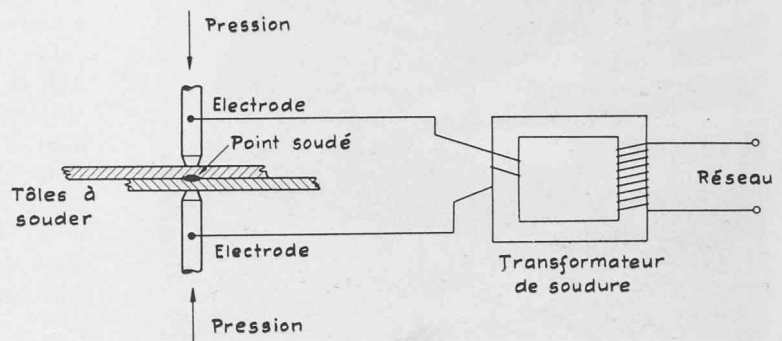 Pression
Electrode
Point soudé
Tôles à
souder
Réseau
Electrode
Transformateur
de soudure
Pression